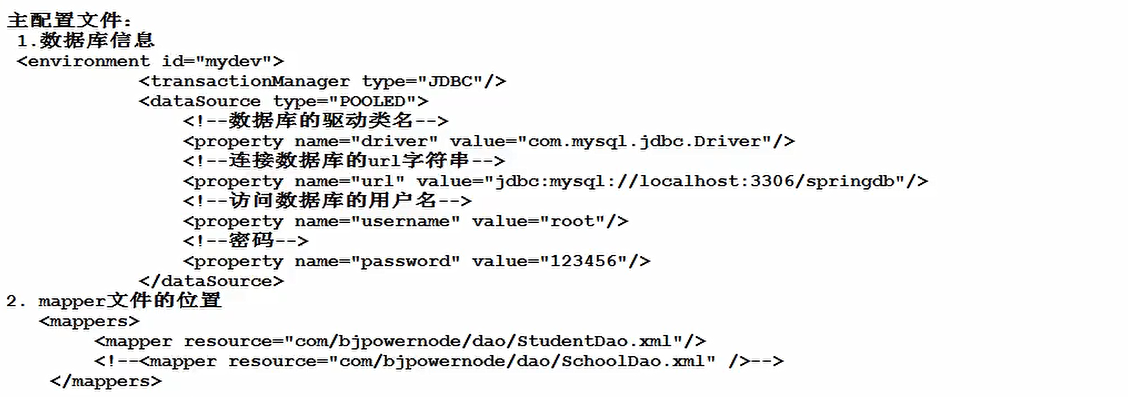 主配置文件：
1.数据库信息
<environment id="mydev">
<transactionManager type="JDBC"/>
<dataSource type="POOLED">
<!--数据库的驱动类名-->
<property name="driver" value="com.mysql.jdbc.Driver"/>
<!--连接数据库的url字符串-->
<property name="url" value="jdbc:mysql://localhost:3306/springdb"/>
<!--访问数据库的用户名-->
<property name="username" value="root"/>
<!--密码-->
<property name="password" value="123456"/>
</dataSource>
2. mapper文件的位置
<mappers>
<mapper resource="com/bjpowernode/dao/StudentDao.xml"/>
<!--<mapper resource="com/bjpowernode/dao/SchoolDao.xml" />-->
</mappers>